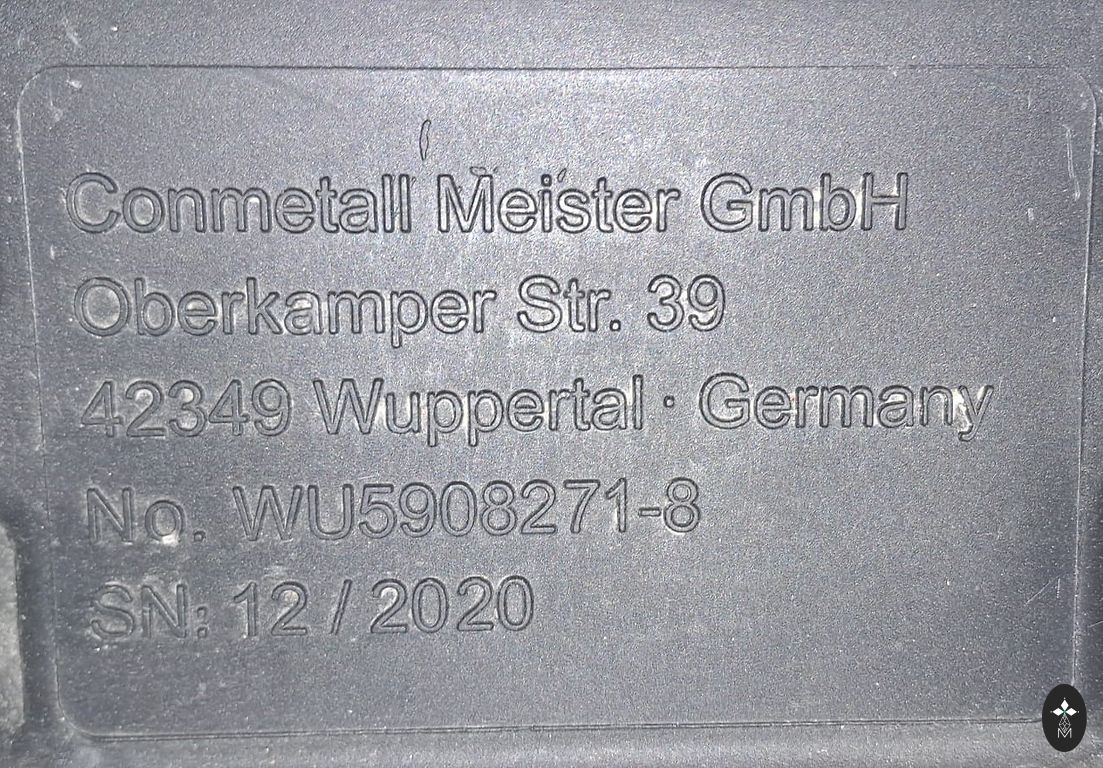 Conmetall Meister GmbH
Oberkamper Str. 39
42349 Wuppertal · Germany
No. WU5908271-8
SN: 12 / 2020
M